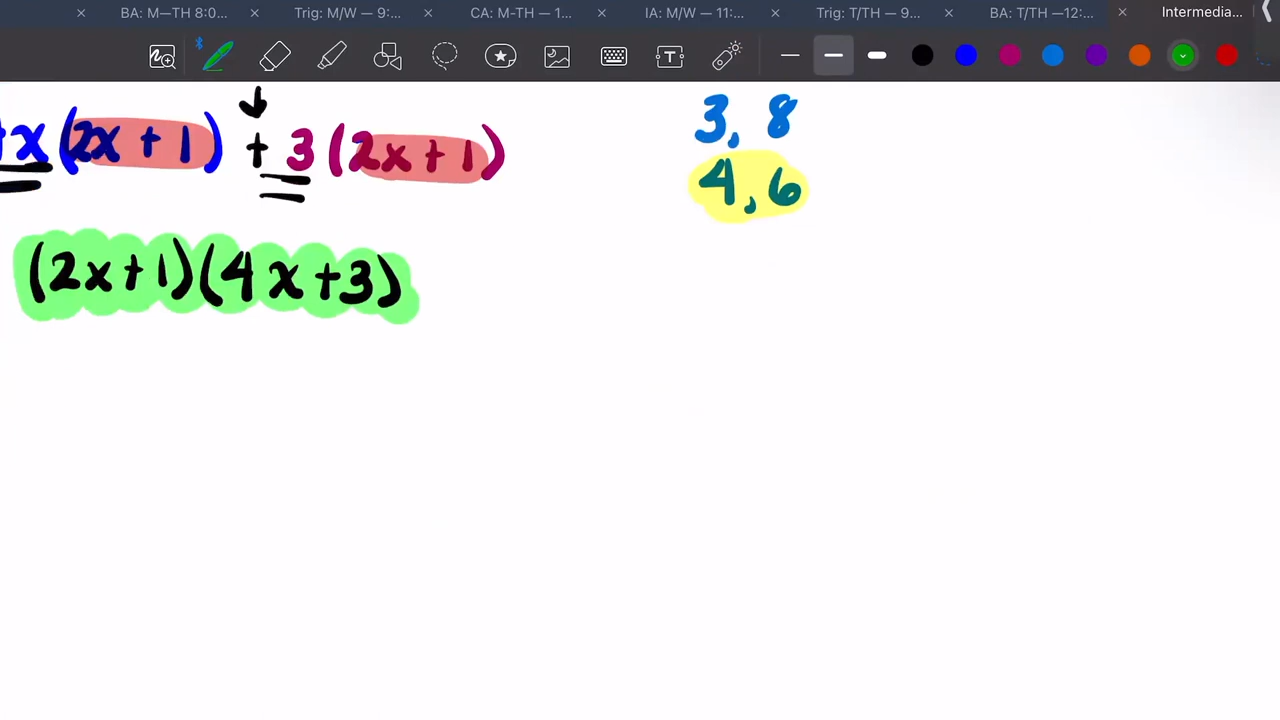 BA: M—TH 8:0... Trig: M/W — 9:... CA: M-TH — 1... IA: M/W — 11:... Trig: T/TH — 9... BA: T/TH —12:... Intermedia...
x(2x + 1) + 3(2x + 1)
3, 8
4, 6
(2x+1)(4x+3)